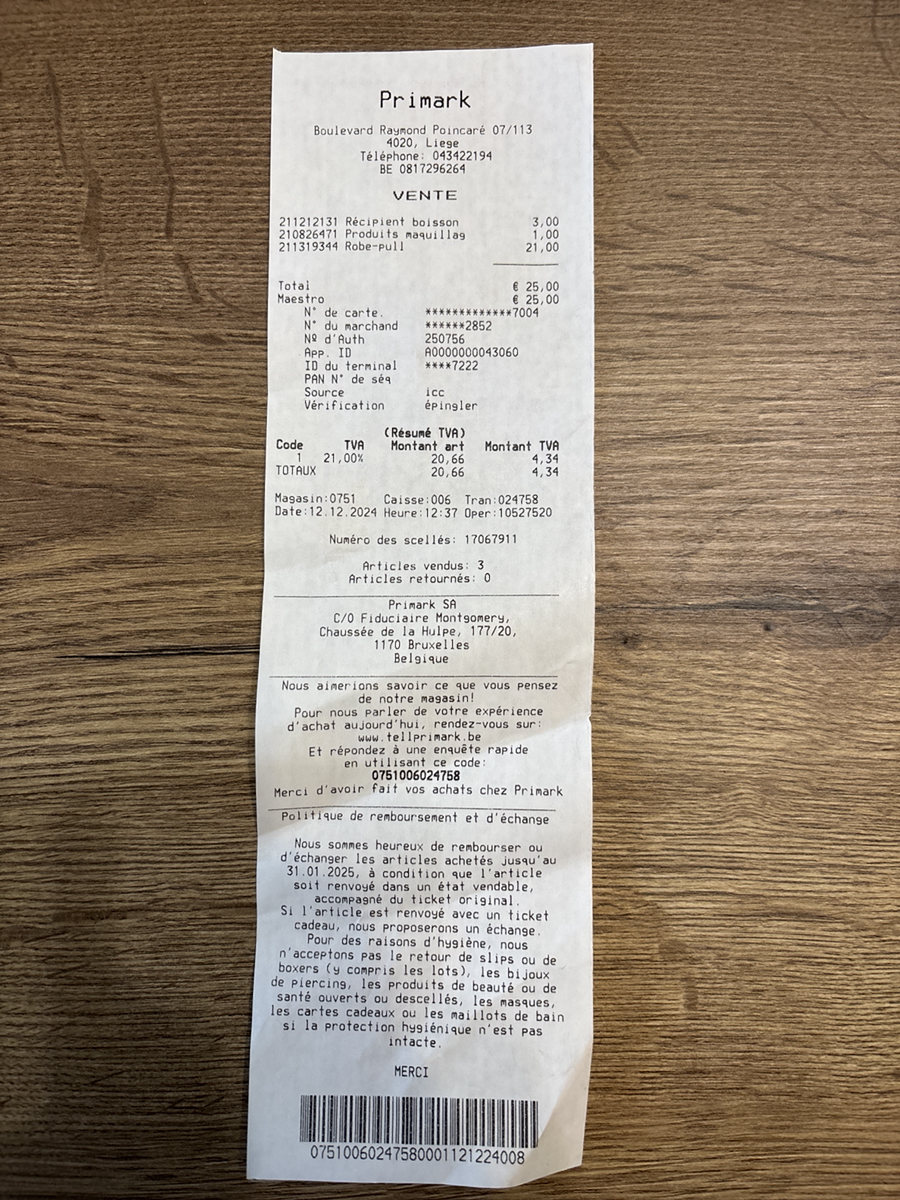 Primark
Boulevard Raymond Poincaré 07/113
4020, Liege
Téléphone: 043422194
BE 0817296264
VENTE
211212131 Récipient boisson 3,00
210826471 Produits maquillag 1,00
211319344 Robe-pull 21,00
Total € 25,00
Maestro € 25,00
N° de carte. *************7004
N° du marchand ******2852
Nº d'Auth 250756
App. ID A0000000043060
ID du terminal ****7222
PAN N° de séq
Source icc
Vérification épingler
(Résumé TVA)
Code TVA Montant art Montant TVA
1 21,00% 20,66 4,34
TOTAUX 20,66 4,34
Magasin:0751 Caisse:006 Tran:024758
Date:12.12.2024 Heure:12:37 Oper:10527520
Numéro des scellés: 17067911
Articles vendus: 3
Articles retournés: 0
Primark SA
C/O Fiduciaire Montgomery,
Chaussée de la Hulpe, 177/20,
1170 Bruxelles
Belgique
Nous aimerions savoir ce que vous pensez
de notre magasin!
Pour nous parler de votre expérience
d'achat aujourd'hui, rendez-vous sur:
www.tellprimark.be
Et répondez à une enquête rapide
en utilisant ce code:
0751006024758
Merci d'avoir fait vos achats chez Primark
Politique de remboursement et d'échange
Nous sommes heureux de rembourser ou
d'échanger les articles achetés jusqu'au
31.01.2025, à condition que l'article
soit renvoyé dans un état vendable,
accompagné du ticket original.
Si l'article est renvoyé avec un ticket
cadeau, nous proposerons un échange.
Pour des raisons d'hygiène, nous
n'acceptons pas le retour de slips ou de
boxers (y compris les lots), les bijoux
de piercing, les produits de beauté ou de
santé ouverts ou descellés, les masques,
les cartes cadeaux ou les maillots de bain
si la protection hygiénique n'est pas
intacte.
MERCI
07510060247580001121224008